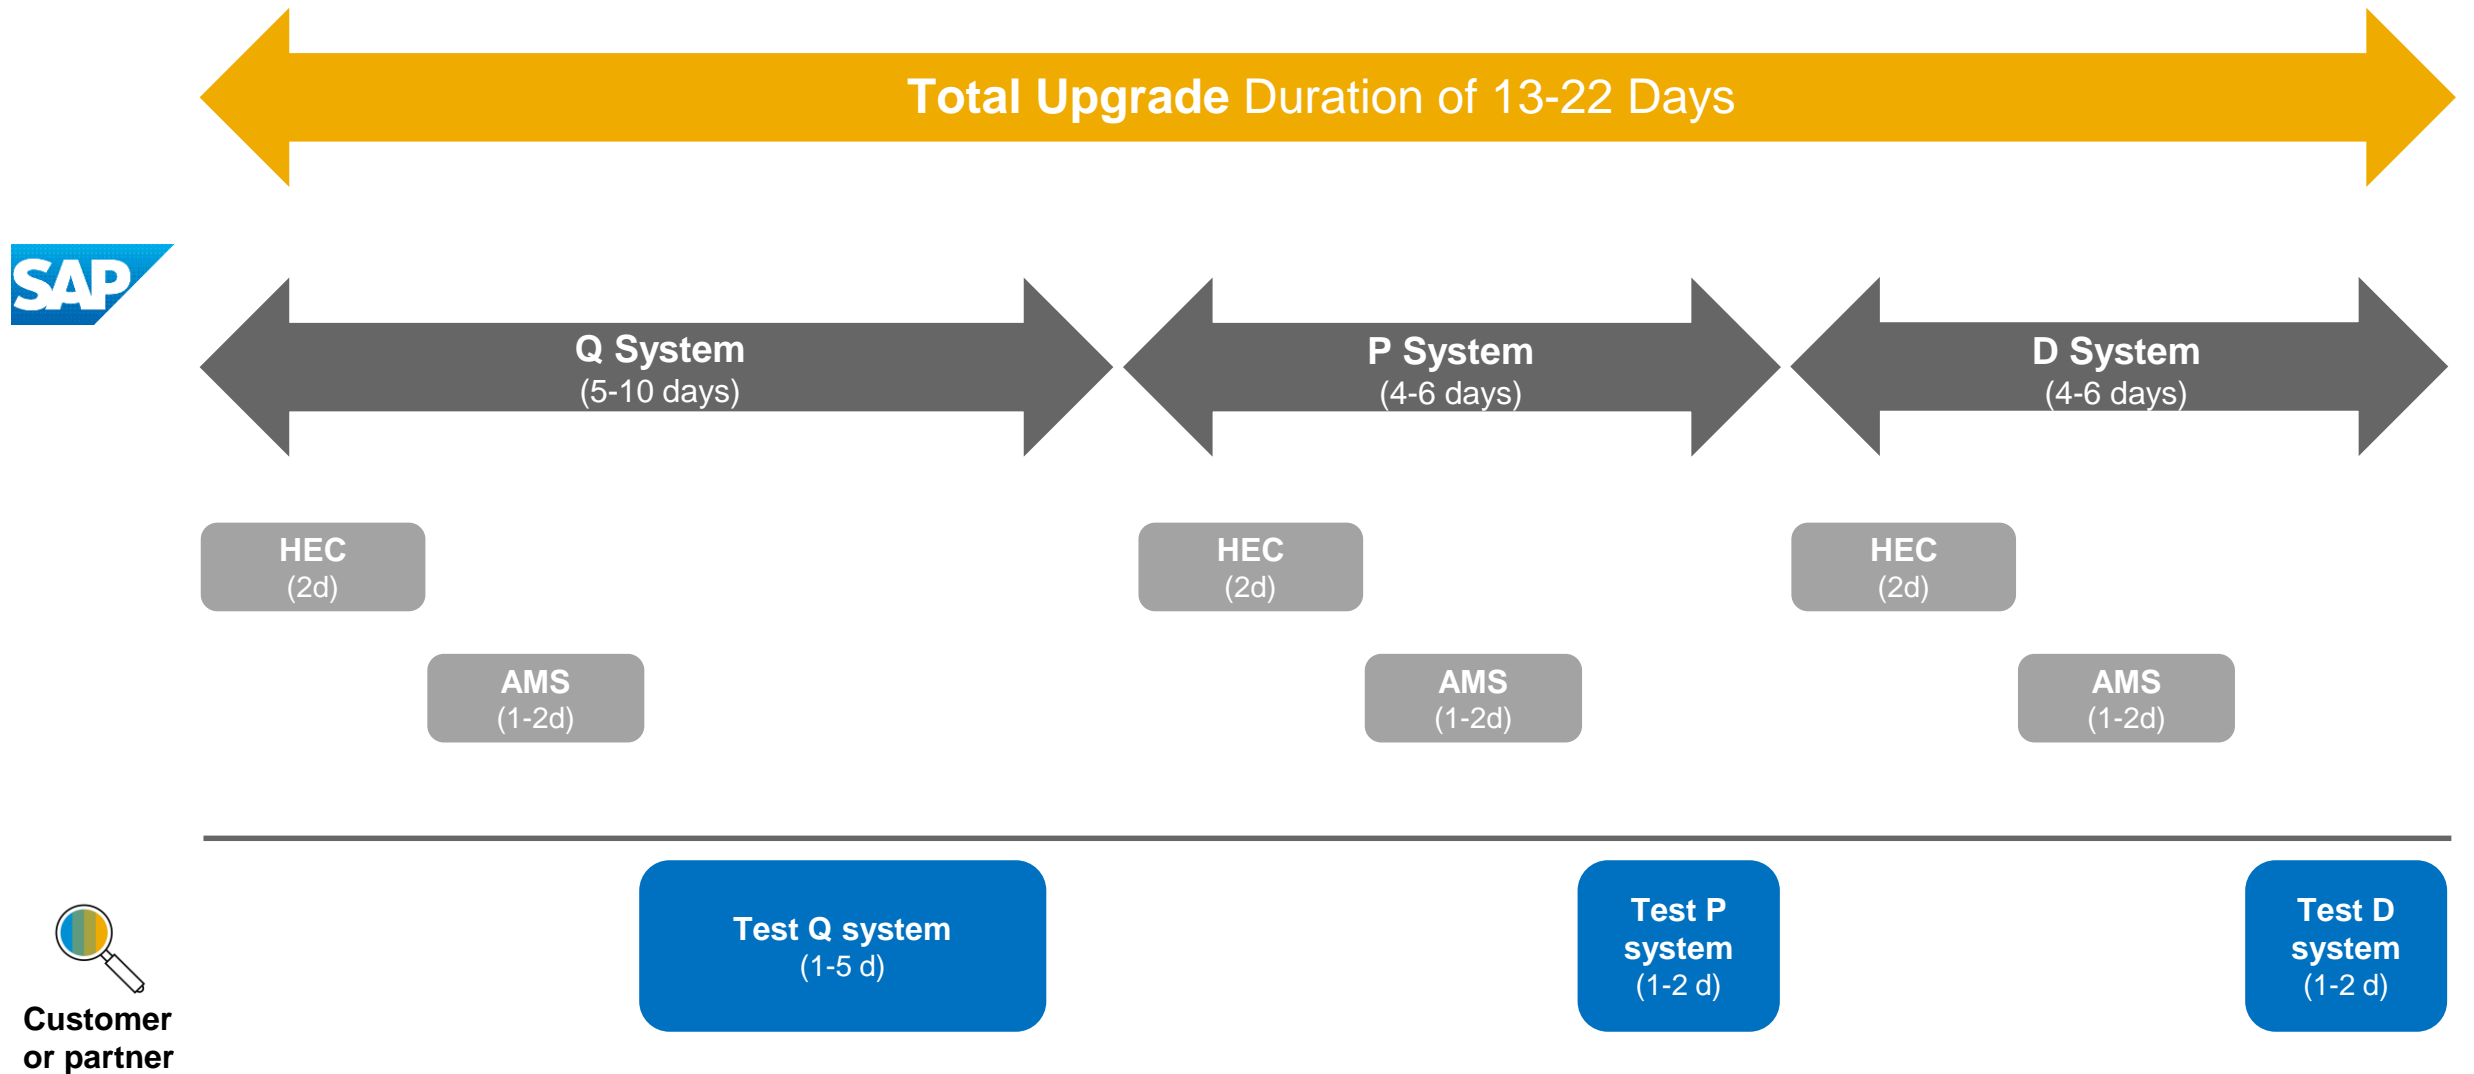 Total Upgrade Duration of 13-22 Days
SAP
Q System
(5-10 days)
P System
(4-6 days)
D System
(4-6 days)
HEC
(2d)
HEC
(2d)
HEC
(2d)
AMS
(1-2d)
AMS
(1-2d)
AMS
(1-2d)
Test Q system
(1-5 d)
Test P
system
(1-2 d)
Test D
system
(1-2 d)
Customer
or partner